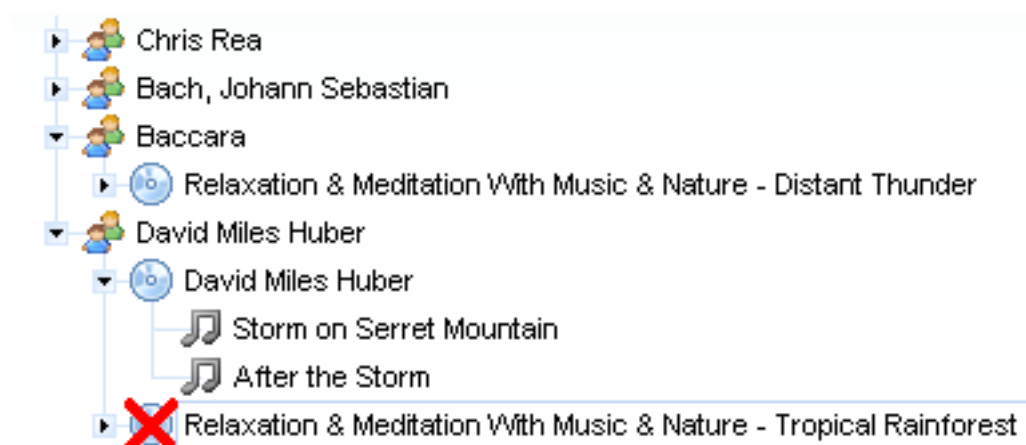 Chris Rea
Bach, Johann Sebastian
Baccara
Relaxation & Meditation With Music & Nature - Distant Thunder
David Miles Huber
David Miles Huber
Storm on Serret Mountain
After the Storm
Relaxation & Meditation With Music & Nature - Tropical Rainforest